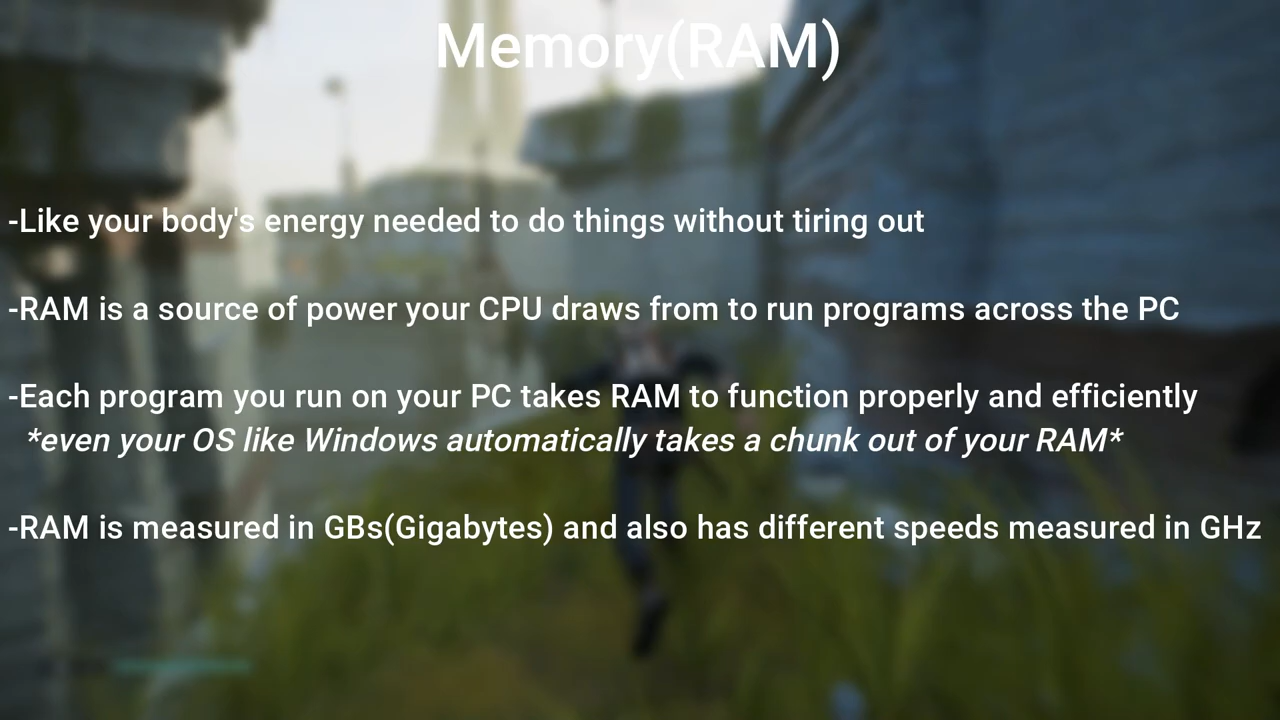 Memory(RAM)
-Like your body's energy needed to do things without tiring out
-RAM is a source of power your CPU draws from to run programs across the PC
-Each program you run on your PC takes RAM to function properly and efficiently
*even your OS like Windows automatically takes a chunk out of your RAM*
-RAM is measured in GBs(Gigabytes) and also has different speeds measured in GHz